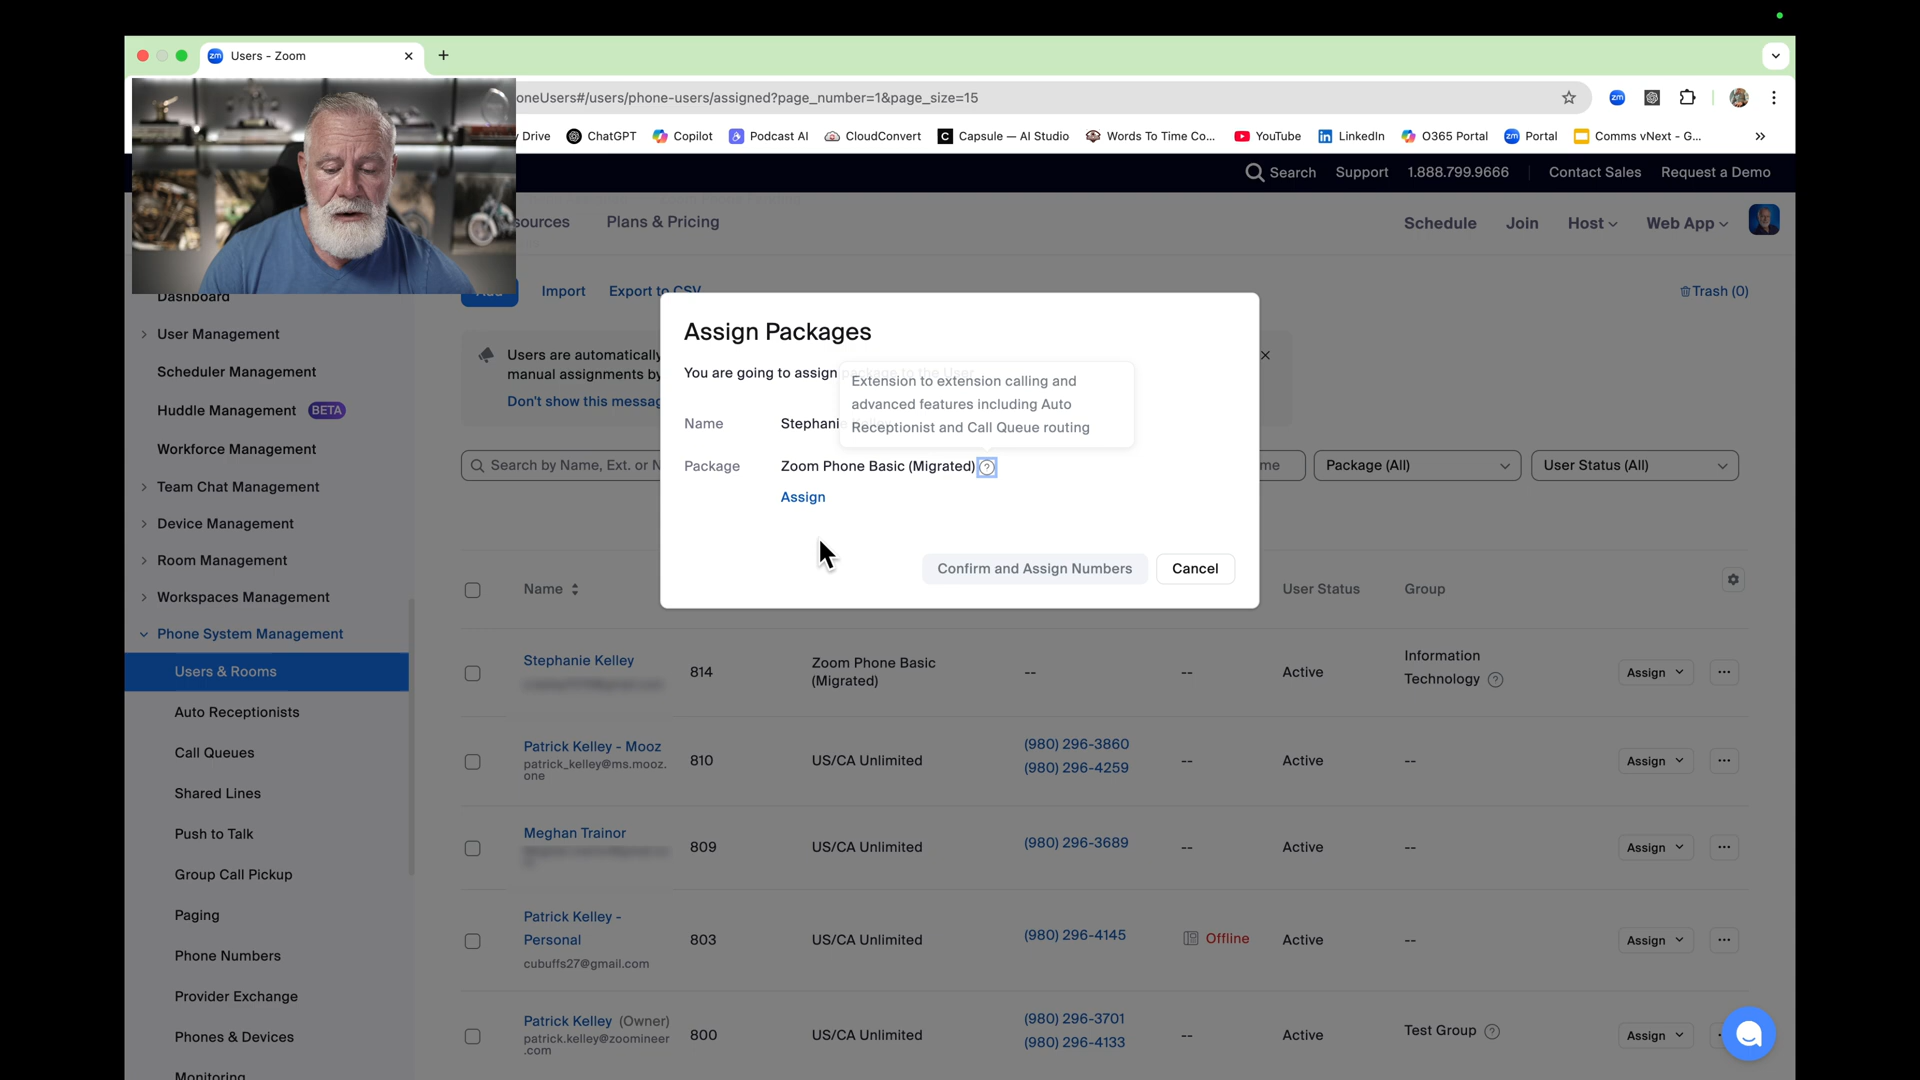 Users - Zoom
oneUsers#/users/phone-users/assigned?page_number=1&page_size=15
Drive ChatGPT Copilot Podcast AI CloudConvert Capsule — AI Studio Words To Time Co... YouTube LinkedIn O365 Portal Portal Comms vNext - G...
Search Support 1.888.799.9666 Contact Sales Request a Demo
sources Plans & Pricing Schedule Join Host Web App
Dashboard
User Management
Scheduler Management
Huddle Management BETA
Workforce Management
Team Chat Management
Device Management
Room Management
Workspaces Management
Phone System Management
Users & Rooms
Auto Receptionists
Call Queues
Shared Lines
Push to Talk
Group Call Pickup
Paging
Phone Numbers
Provider Exchange
Phones & Devices
Monitoring
Add Import Export to CSV Trash (0)
Users are automatically
manual assignments by
Don't show this messag
Search by Name, Ext. or N
me
Package (All)
User Status (All)
Assign Packages
You are going to assign package to the User
Extension to extension calling and
advanced features including Auto
Receptionist and Call Queue routing
Name Stephani
Package Zoom Phone Basic (Migrated) ?
Assign
Confirm and Assign Numbers Cancel
Name User Status Group
Stephanie Kelley 814 Zoom Phone Basic
(Migrated) -- -- Active Information
Technology ? Assign ...
Patrick Kelley - Mooz
patrick_kelley@ms.mooz.
one
810 US/CA Unlimited (980) 296-3860
(980) 296-4259 -- Active -- Assign ...
Meghan Trainor 809 US/CA Unlimited (980) 296-3689 -- Active -- Assign ...
Patrick Kelley -
Personal
cubuffs27@gmail.com
803 US/CA Unlimited (980) 296-4145 Offline Active -- Assign ...
Patrick Kelley (Owner)
patrick.kelley@zoomineer
.com
800 US/CA Unlimited (980) 296-3701
(980) 296-4133 -- Active Test Group ? Assign